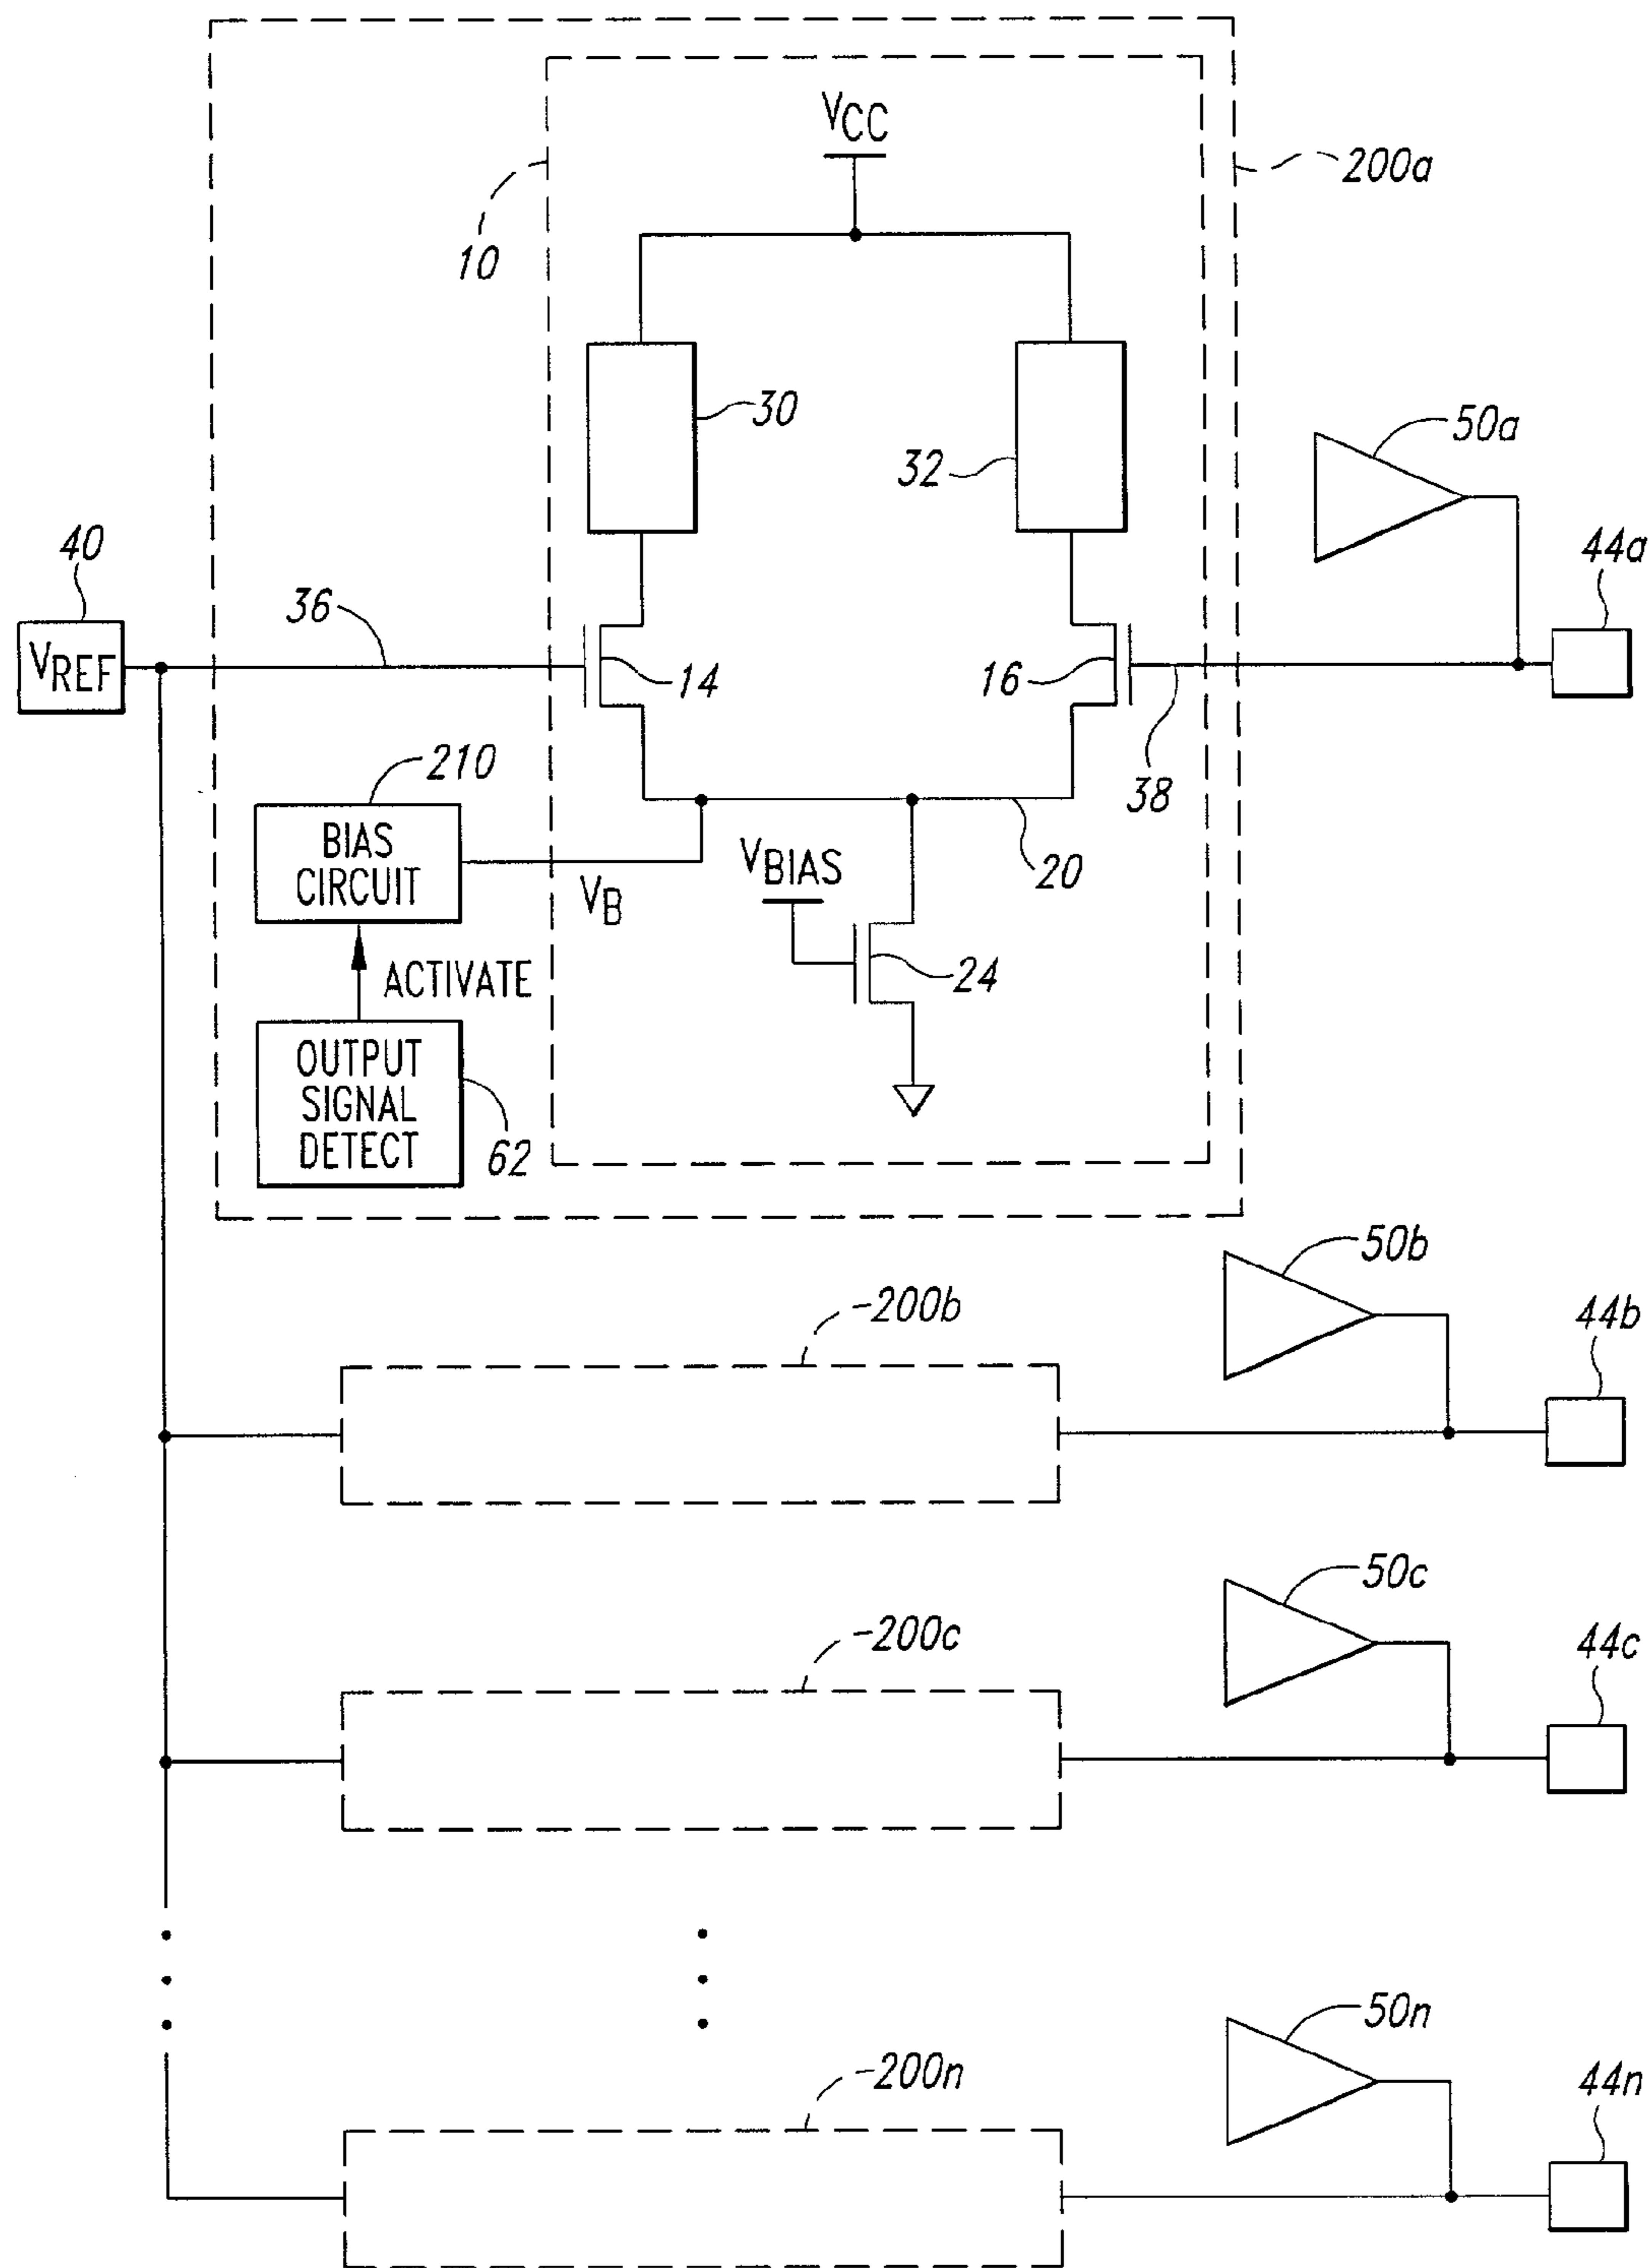 VCC
200a
10
30
50a
32
40
44a
36
VREF
14
16
210
38
BIAS
CIRCUIT
VBIAS
20
VB
ACTIVATE
24
OUTPUT
SIGNAL
DETECT
62
50b
200b
44b
50c
200c
44c
50n
200n
44n